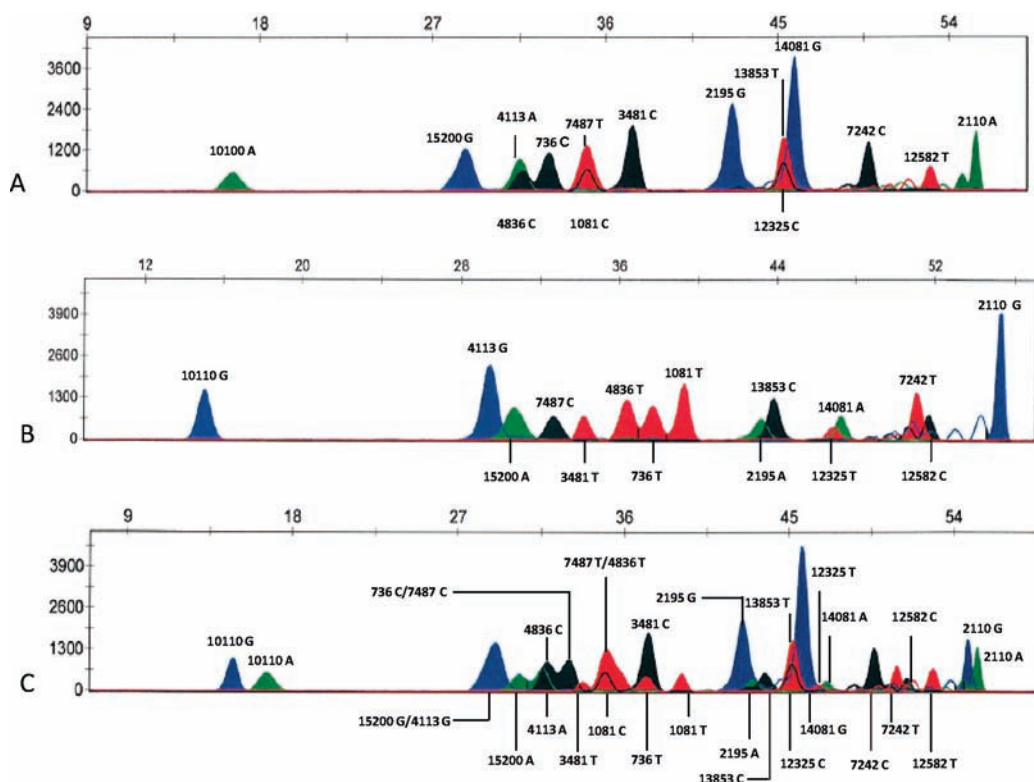 9 18 27 36 45 54
14081 G
13853 T
3600
2195 G
2400
4113 A 7487 T 3481 C
736 C
15200 G 7242 C 2110 A
1200
10100 A 12582 T
0
A
4836 C 1081 C 12325 C
12 20 28 36 44 52
2110 G
3900
4113 G
2600
10110 G 1081 T 7242 T
4836 T
7487 C 13853 C
1300
14081 A
0
B
15200 A 3481 T 736 T 2195 A 12325 T 12582 C
9 18 27 36 45 54
7487 T/4836 T
3900
12325 T
736 C/7487 C 2195 G 13853 T 12582 C
14081 A
2600
4836 C 3481 C
10110 G 2110 G
1300
10110 A 2110 A
0
C
15200 G/4113 G 4113 A 1081 C 1081 T 14081 G 7242 T
15200 A 3481 T 736 T 2195 A 12325 C 7242 C 12582 T
13853 C